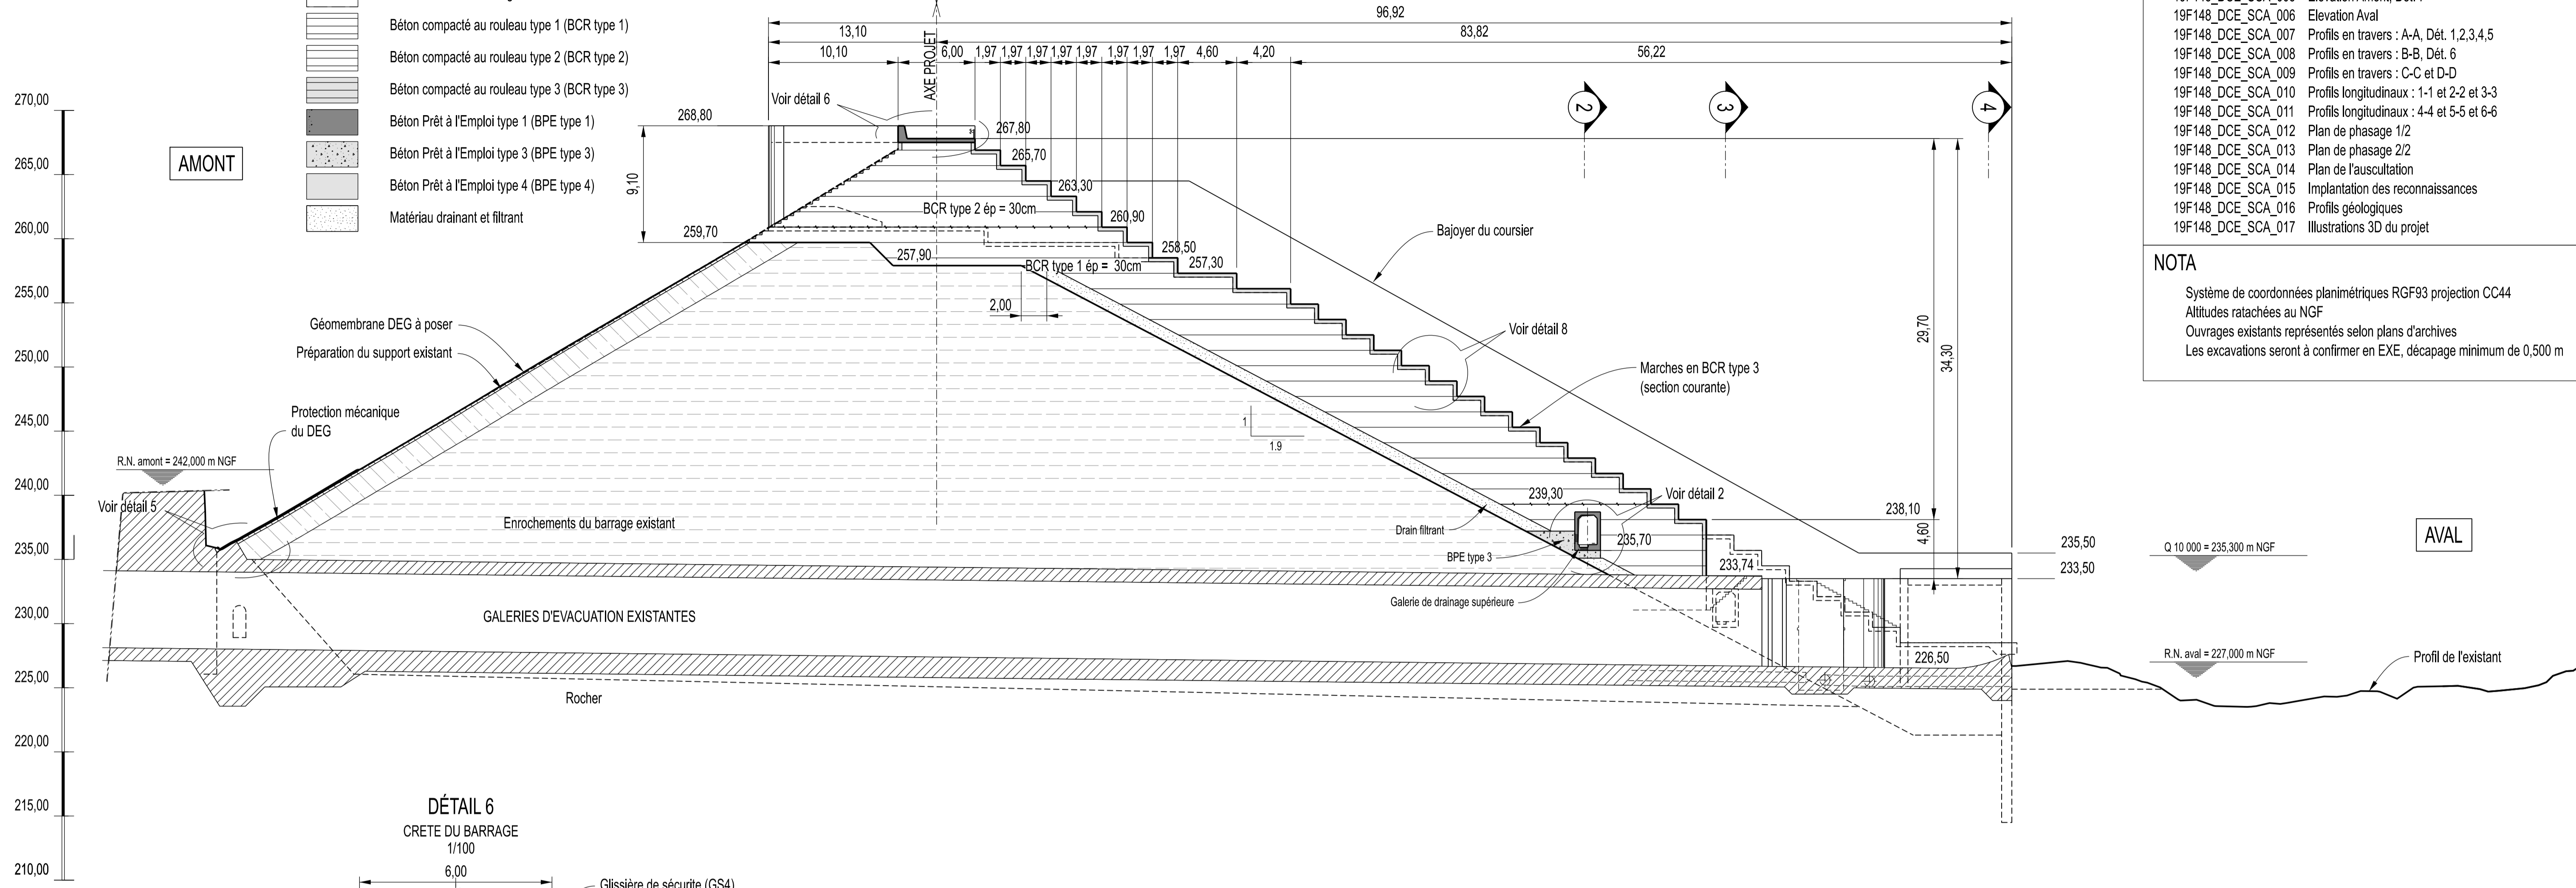 Béton compacté au rouleau type 1 (BCR type 1)
Béton compacté au rouleau type 2 (BCR type 2)
Béton compacté au rouleau type 3 (BCR type 3)
Béton Prêt à l'Emploi type 1 (BPE type 1)
Béton Prêt à l'Emploi type 3 (BPE type 3)
Béton Prêt à l'Emploi type 4 (BPE type 4)
Matériau drainant et filtrant
19F148_DCE_SCA_006 Elevation Aval
19F148_DCE_SCA_007 Profils en travers : A-A, Dét. 1,2,3,4,5
19F148_DCE_SCA_008 Profils en travers : B-B, Dét. 6
19F148_DCE_SCA_009 Profils en travers : C-C et D-D
19F148_DCE_SCA_010 Profils longitudinaux : 1-1 et 2-2 et 3-3
19F148_DCE_SCA_011 Profils longitudinaux : 4-4 et 5-5 et 6-6
19F148_DCE_SCA_012 Plan de phasage 1/2
19F148_DCE_SCA_013 Plan de phasage 2/2
19F148_DCE_SCA_014 Plan de l'auscultation
19F148_DCE_SCA_015 Implantation des reconnaissances
19F148_DCE_SCA_016 Profils géologiques
19F148_DCE_SCA_017 Illustrations 3D du projet
NOTA
Système de coordonnées planimétriques RGF93 projection CC44
Altitudes ratachées au NGF
Ouvrages existants représentés selon plans d'archives
Les excavations seront à confirmer en EXE, décapage minimum de 0,500 m
96,92
13,10
83,82
10,10
6,00
1,97
1,97
1,97
1,97
1,97
1,97
1,97
1,97
4,60
4,20
56,22
AXE PROJET
2
3
4
Voir détail 6
270,00
265,00
260,00
255,00
250,00
245,00
240,00
235,00
230,00
225,00
220,00
215,00
210,00
AMONT
268,80
9,10
259,70
267,80
265,70
263,30
BCR type 2 ép = 30cm
260,90
258,50
257,90
BCR type 1 ép = 30cm
257,30
2,00
Bajoyer du coursier
Géomembrane DEG à poser
Préparation du support existant
Voir détail 8
29,70
34,30
Marches en BCR type 3
(section courante)
Protection mécanique
du DEG
1
1.9
R.N. amont = 242,000 m NGF
Voir détail 5
Enrochements du barrage existant
239,30
Voir détail 2
238,10
4,60
Drain filtrant
BPE type 3
235,70
233,74
Galerie de drainage supérieure
235,50
233,50
Q 10 000 = 235,300 m NGF
AVAL
GALERIES D'EVACUATION EXISTANTES
226,50
R.N. aval = 227,000 m NGF
Profil de l'existant
Rocher
DÉTAIL 6
CRETE DU BARRAGE
1/100
6,00
Glissière de sécurite (GS4)